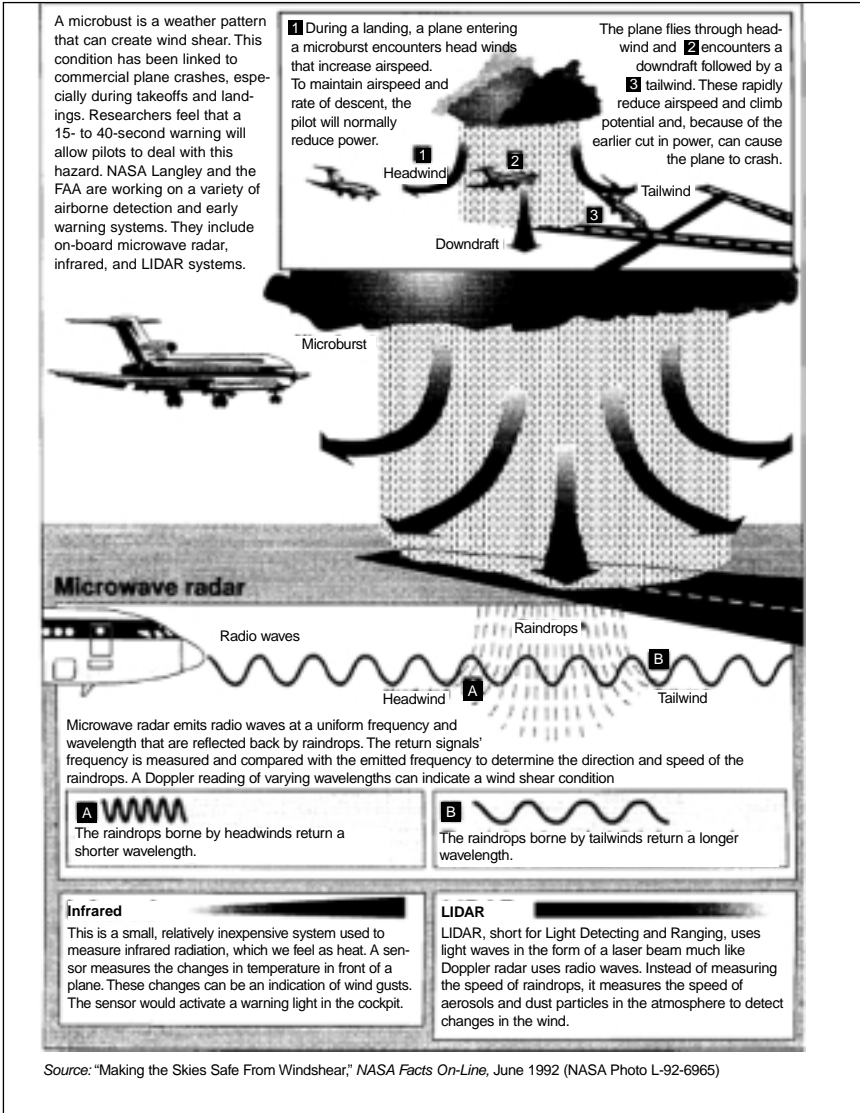 A microbust is a weather pattern
that can create wind shear. This
condition has been linked to
commercial plane crashes, espe-
cially during takeoffs and land-
ings. Researchers feel that a
15- to 40-second warning will
allow pilots to deal with this
hazard. NASA Langley and the
FAA are working on a variety of
airborne detection and early
warning systems. They include
on-board microwave radar,
infrared, and LIDAR systems.
1 During a landing, a plane entering
a microburst encounters head winds
that increase airspeed.
To maintain airspeed and
rate of descent, the
pilot will normally
reduce power.
The plane flies through head-
wind and 2 encounters a
downdraft followed by a
3 tailwind. These rapidly
reduce airspeed and climb
potential and, because of the
earlier cut in power, can cause
the plane to crash.
1
Headwind
2
Tailwind
3
Downdraft
Microburst
Microwave radar
Radio waves
Raindrops
B
Headwind
A
Tailwind
Microwave radar emits radio waves at a uniform frequency and
wavelength that are reflected back by raindrops. The return signals'
frequency is measured and compared with the emitted frequency to determine the direction and speed of the
raindrops. A Doppler reading of varying wavelengths can indicate a wind shear condition
A
The raindrops borne by headwinds return a
shorter wavelength.
B
The raindrops borne by tailwinds return a longer
wavelength.
Infrared
This is a small, relatively inexpensive system used to
measure infrared radiation, which we feel as heat. A sen-
sor measures the changes in temperature in front of a
plane. These changes can be an indication of wind gusts.
The sensor would activate a warning light in the cockpit.
LIDAR
LIDAR, short for Light Detecting and Ranging, uses
light waves in the form of a laser beam much like
Doppler radar uses radio waves. Instead of measuring
the speed of raindrops, it measures the speed of
aerosols and dust particles in the atmosphere to detect
changes in the wind.
Source: "Making the Skies Safe From Windshear," NASA Facts On-Line, June 1992 (NASA Photo L-92-6965)